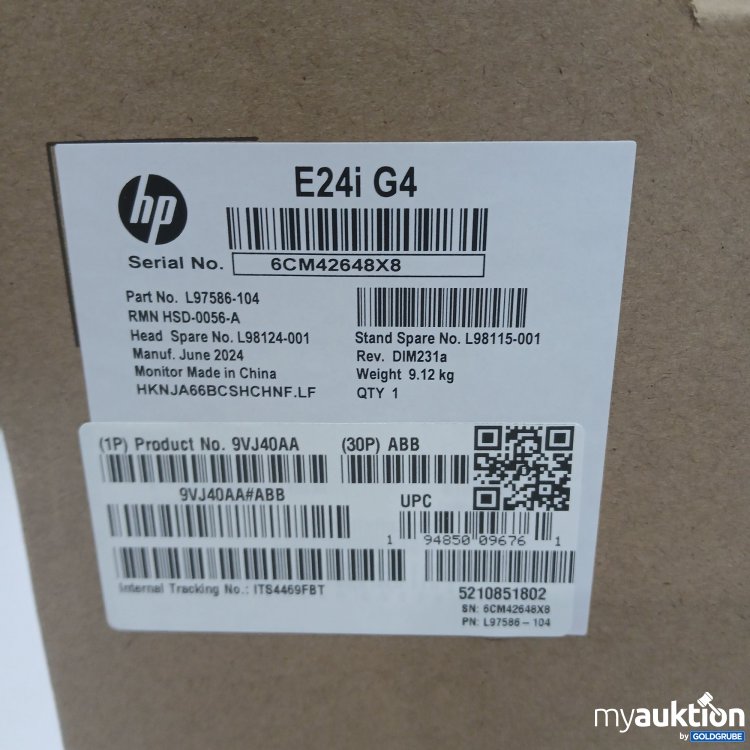 E24i G4
hp
Serial No. 6CM42648X8
Part No. L97586-104
RMN HSD-0056-A
Head Spare No. L98124-001
Stand Spare No. L98115-001
Manuf. June 2024
Rev. DIM231a
Monitor Made in China
Weight 9.12 kg
HKNJA66BCSHCHNF.LF
QTY 1
(1P) Product No. 9VJ40AA
(30P) ABB
9VJ40AA#ABB
UPC
1 94850 09676 1
Internal Tracking No.: ITS4469FBT
5210851802
SN: 6CM42648X8
PN: L97586-104
myauktion
by GOLDGRUBE